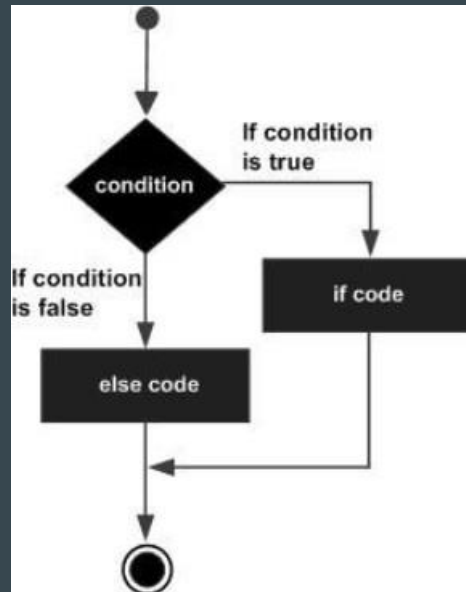 If condition
is true
condition
If condition
is false
if code
else code